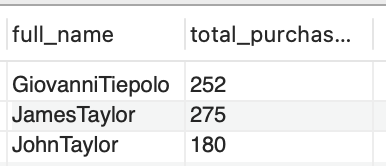 full_name total_purchas...
GiovanniTiepolo 252
JamesTaylor 275
JohnTaylor 180